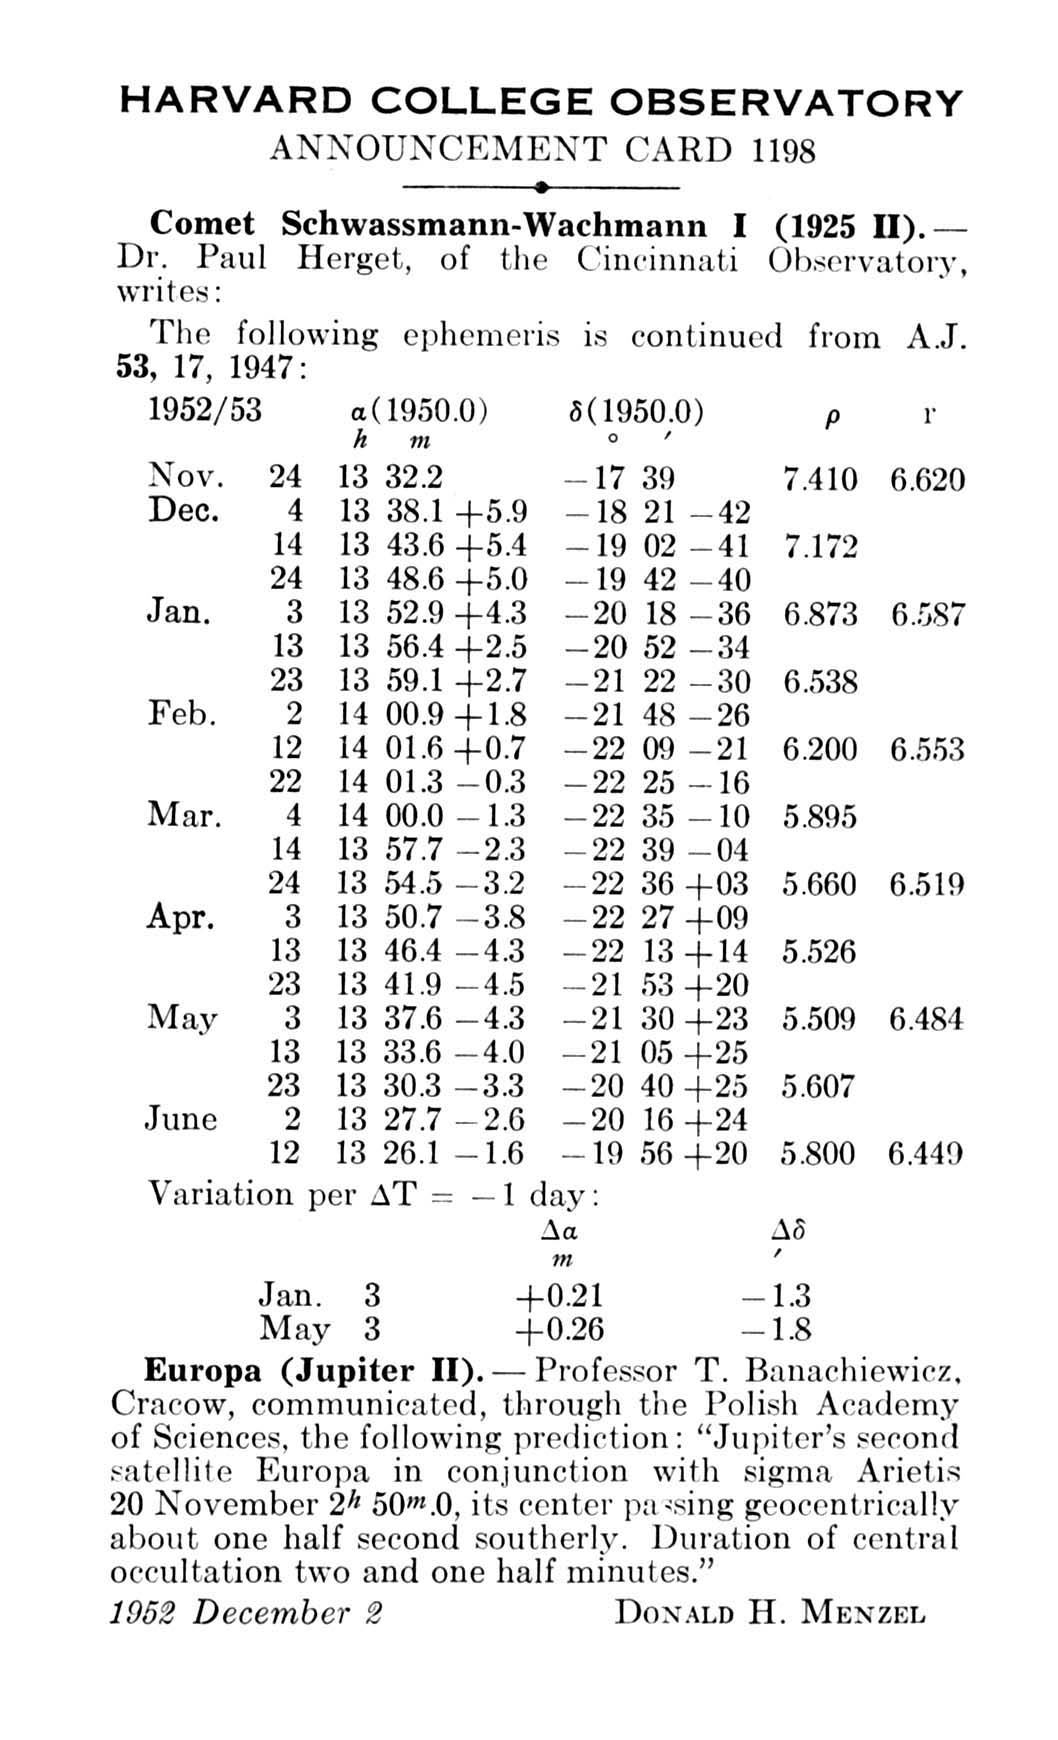 HARVARD COLLEGE OBSERVATORY
ANNOUNCEMENT CARD 1198
Comet Schwassmann-Wachmann I (1925 II).—
Dr. Paul Herget, of the Cincinnati Observatory,
writes:
The following ephemeris is continued from A.J.
53, 17, 1947:
1952/53 α(1950.0) δ(1950.0) ρ r
h m ° ′
Nov. 24 13 32.2 −17 39 7.410 6.620
Dec. 4 13 38.1 +5.9 −18 21 −42
14 13 43.6 +5.4 −19 02 −41 7.172
24 13 48.6 +5.0 −19 42 −40
Jan. 3 13 52.9 +4.3 −20 18 −36 6.873 6.587
13 13 56.4 +2.5 −20 52 −34
23 13 59.1 +2.7 −21 22 −30 6.538
Feb. 2 14 00.9 +1.8 −21 48 −26
12 14 01.6 +0.7 −22 09 −21 6.200 6.553
22 14 01.3 −0.3 −22 25 −16
Mar. 4 14 00.0 −1.3 −22 35 −10 5.895
14 13 57.7 −2.3 −22 39 −04
24 13 54.5 −3.2 −22 36 +03 5.660 6.519
Apr. 3 13 50.7 −3.8 −22 27 +09
13 13 46.4 −4.3 −22 13 +14 5.526
23 13 41.9 −4.5 −21 53 +20
May 3 13 37.6 −4.3 −21 30 +23 5.509 6.484
13 13 33.6 −4.0 −21 05 +25
23 13 30.3 −3.3 −20 40 +25 5.607
June 2 13 27.7 −2.6 −20 16 +24
12 13 26.1 −1.6 −19 56 +20 5.800 6.449
Variation per ΔT = −1 day:
Δα Δδ
m ′
Jan. 3 +0.21 −1.3
May 3 +0.26 −1.8
Europa (Jupiter II).— Professor T. Banachiewicz,
Cracow, communicated, through the Polish Academy
of Sciences, the following prediction: “Jupiter’s second
satellite Europa in conjunction with sigma Arietis
20 November 2h 50m.0, its center passing geocentrically
about one half second southerly. Duration of central
occultation two and one half minutes.”
1952 December 2 DONALD H. MENZEL